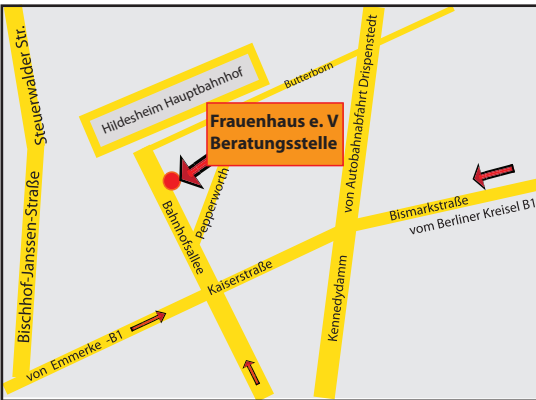 Steuerwalder Str.
Bischhof-Janssen-Straße
Hildesheim Hauptbahnhof
Butterborn
von Autobahnabfahrt Drispenstedt
Frauenhaus e. V
Beratungsstelle
Pepperworth
Bahnhofsallee
Bismarkstraße
vom Berliner Kreisel B1
Kaiserstraße
Kennedydamm
von Emmerke -B1